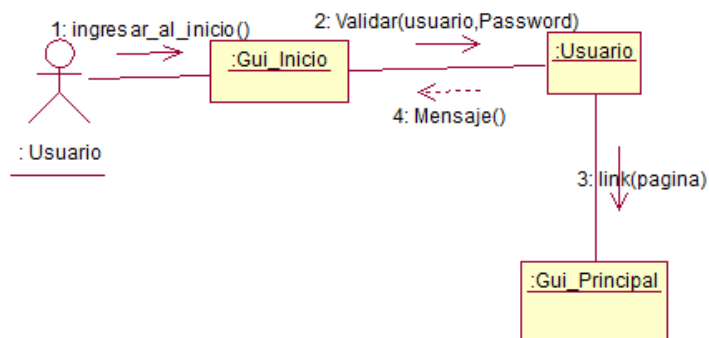 1: ingresar_al_inicio()
2: Validar(usuario,Password)
:Gui_Inicio
:Usuario
4: Mensaje()
: Usuario
3: link(pagina)
:Gui_Principal